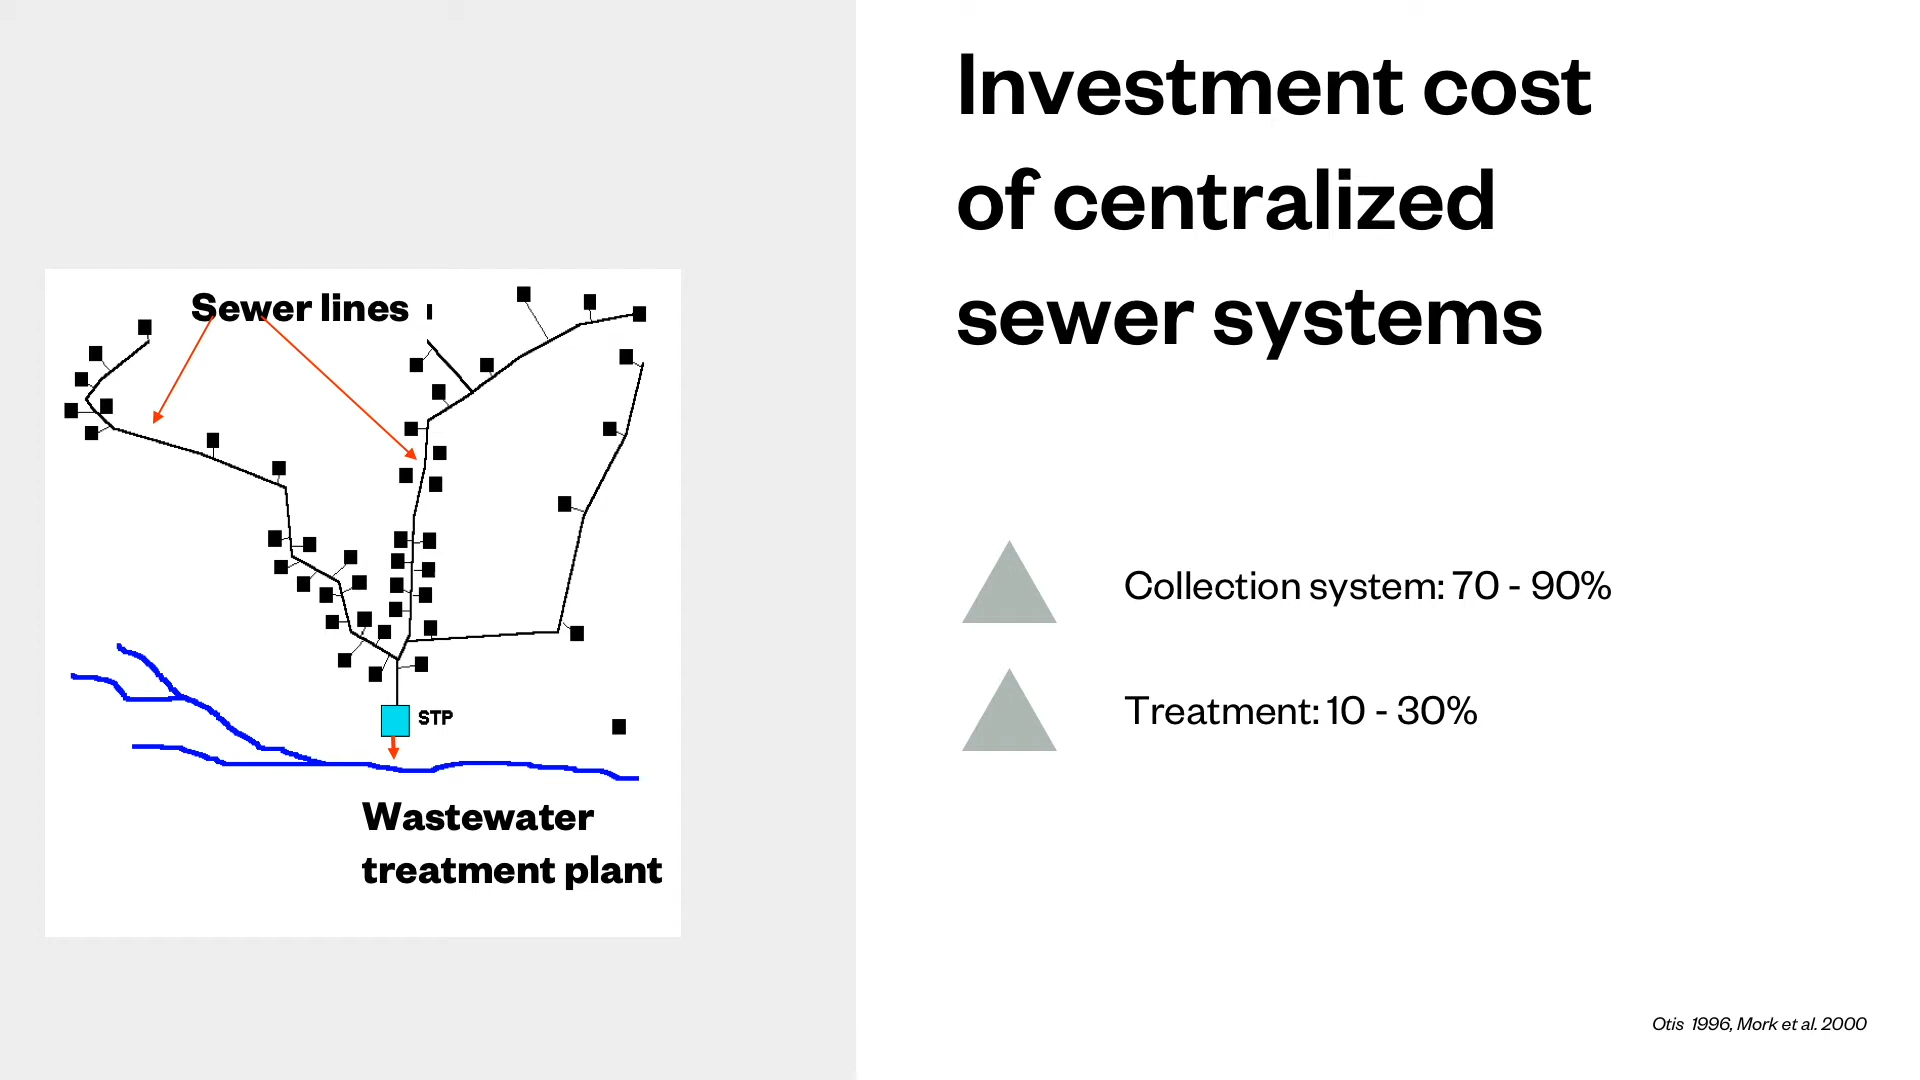 Investment cost
of centralized
sewer systems
Sewer lines
STP
Wastewater
treatment plant
Collection system: 70 - 90%
Treatment: 10 - 30%
Otis 1996, Mork et al. 2000